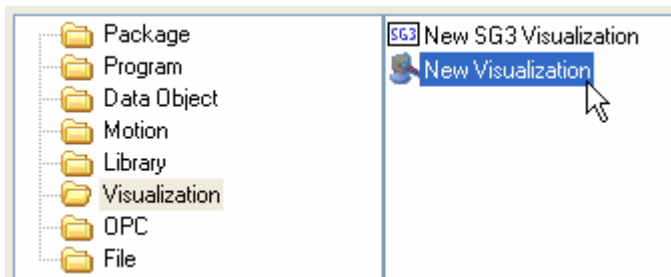 Package
Program
Data Object
Motion
Library
Visualization
OPC
File
SG3 New SG3 Visualization
New Visualization